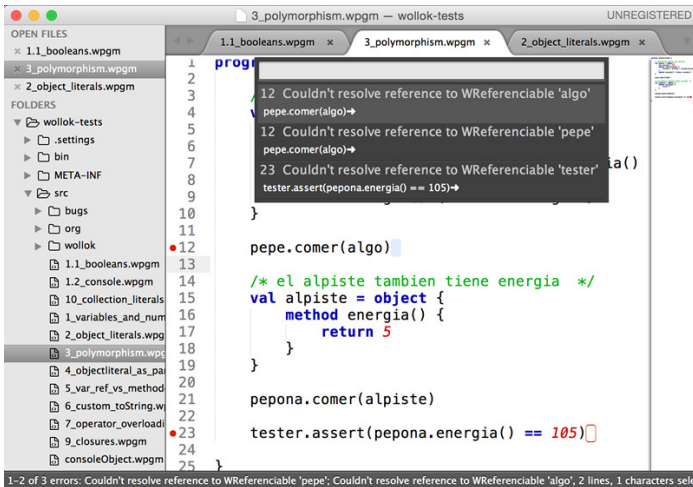 3_polymorphism.wpgm — wollok-tests
UNREGISTERED
OPEN FILES
1.1_booleans.wpgm
3_polymorphism.wpgm
2_object_literals.wpgm
FOLDERS
wollok-tests
.settings
bin
META-INF
src
bugs
org
wollok
1.1_booleans.wpgm
1.2_console.wpgm
10_collection_literals
1_variables_and_num
2_object_literals.wpg
3_polymorphism.wpg
4_objectliteral_as_pa
5_var_ref_vs_method
6_custom_toString.w
7_operator_overloadi
9_closures.wpgm
consoleObject.wpgm
1.1_booleans.wpgm ×
3_polymorphism.wpgm ×
2_object_literals.wpgm ×
12 Couldn't resolve reference to WReferenciable 'algo'
pepe.comer(algo)➜
12 Couldn't resolve reference to WReferenciable 'pepe'
pepe.comer(algo)➜
23 Couldn't resolve reference to WReferenciable 'tester'
tester.assert(pepona.energia() == 105)➜
1 prog
2
3 /
4 v
5
6
7 ia()
8
9
10 }
11
12 pepe.comer(algo)
13
14 /* el alpiste tambien tiene energia */
15 val alpiste = object {
16 method energia() {
17 return 5
18 }
19 }
20
21 pepona.comer(alpiste)
22
23 tester.assert(pepona.energia() == 105)
24
25 }
1-2 of 3 errors: Couldn't resolve reference to WReferenciable 'pepe'; Couldn't resolve reference to WReferenciable 'algo', 2 lines, 1 characters sele